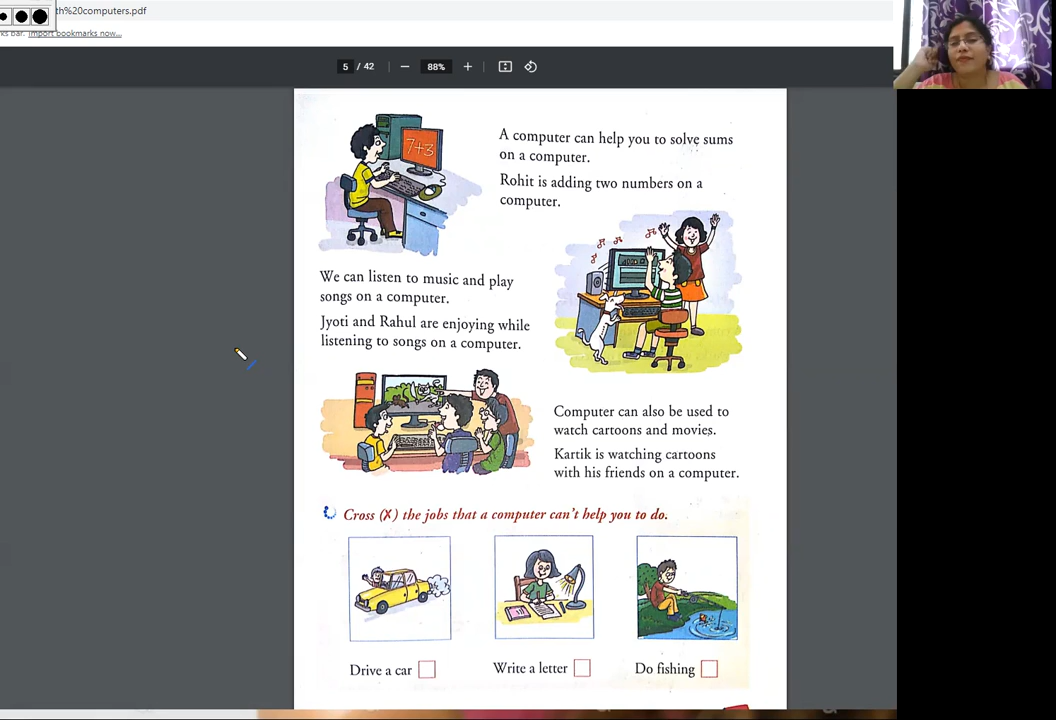 th%20computers.pdf
ks bar. Import bookmarks now...
5 / 42 — 88% +
A computer can help you to solve sums
on a computer.
Rohit is adding two numbers on a
computer.
7+3
We can listen to music and play
songs on a computer.
Jyoti and Rahul are enjoying while
listening to songs on a computer.
Computer can also be used to
watch cartoons and movies.
Kartik is watching cartoons
with his friends on a computer.
Cross (✗) the jobs that a computer can't help you to do.
Drive a car
Write a letter
Do fishing